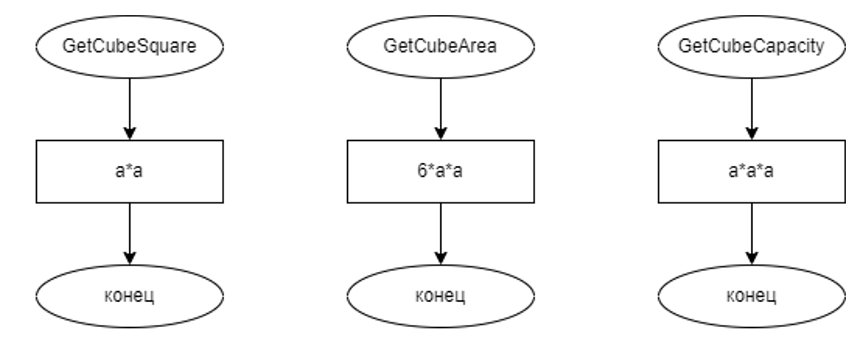 GetCubeSquare
a*a
конец
GetCubeArea
6*a*a
конец
GetCubeCapacity
a*a*a
конец